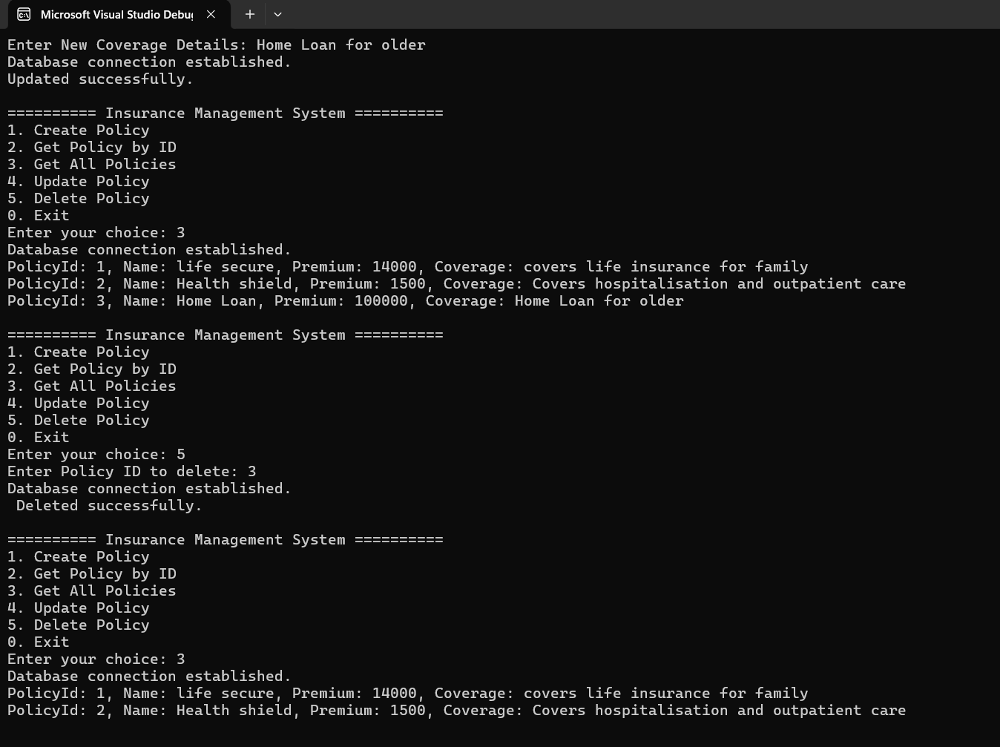 Microsoft Visual Studio Debug
Enter New Coverage Details: Home Loan for older
Database connection established.
Updated successfully.
========== Insurance Management System ==========
1. Create Policy
2. Get Policy by ID
3. Get All Policies
4. Update Policy
5. Delete Policy
0. Exit
Enter your choice: 3
Database connection established.
PolicyId: 1, Name: life secure, Premium: 14000, Coverage: covers life insurance for family
PolicyId: 2, Name: Health shield, Premium: 1500, Coverage: Covers hospitalisation and outpatient care
PolicyId: 3, Name: Home Loan, Premium: 100000, Coverage: Home Loan for older
========== Insurance Management System ==========
1. Create Policy
2. Get Policy by ID
3. Get All Policies
4. Update Policy
5. Delete Policy
0. Exit
Enter your choice: 5
Enter Policy ID to delete: 3
Database connection established.
 Deleted successfully.
========== Insurance Management System ==========
1. Create Policy
2. Get Policy by ID
3. Get All Policies
4. Update Policy
5. Delete Policy
0. Exit
Enter your choice: 3
Database connection established.
PolicyId: 1, Name: life secure, Premium: 14000, Coverage: covers life insurance for family
PolicyId: 2, Name: Health shield, Premium: 1500, Coverage: Covers hospitalisation and outpatient care